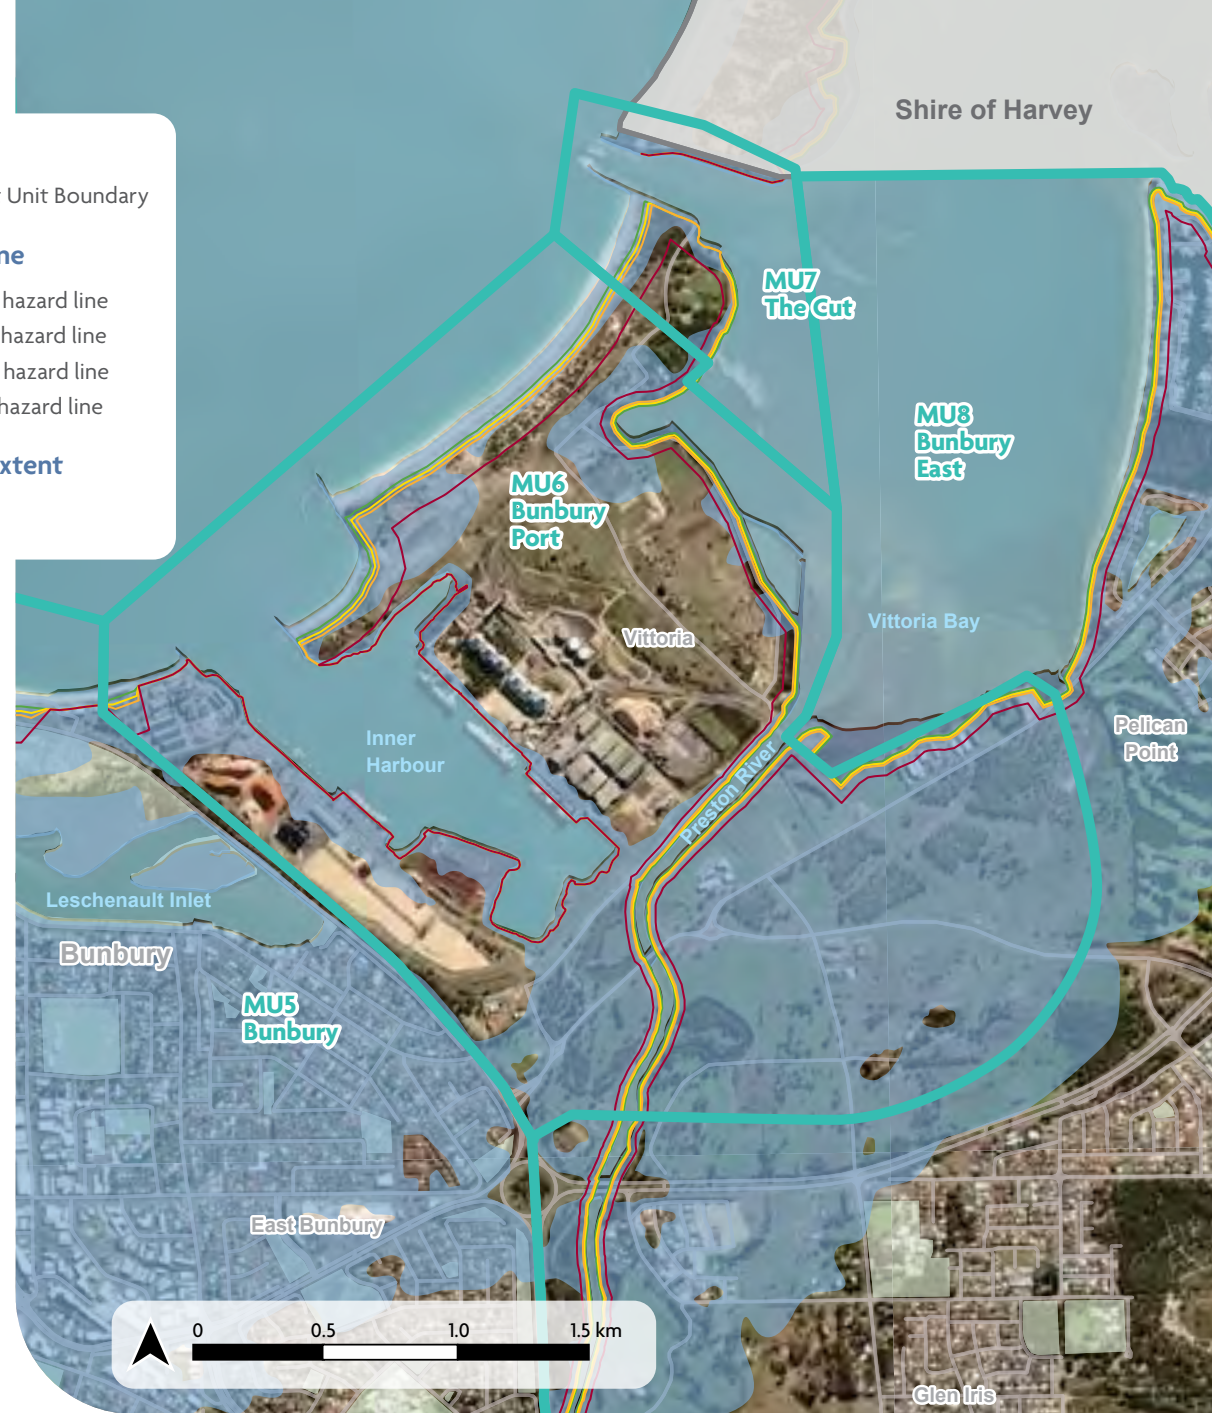 Shire of Harvey
Unit Boundary
ne
hazard line
hazard line
hazard line
hazard line
xtent
MU7
The Cut
MU8
Bunbury
East
MU6
Bunbury
Port
Vittoria
Vittoria Bay
Pelican
Point
Inner
Harbour
Preston River
Leschenault Inlet
Bunbury
MU5
Bunbury
East Bunbury
0 0.5 1.0 1.5 km
Glen Iris